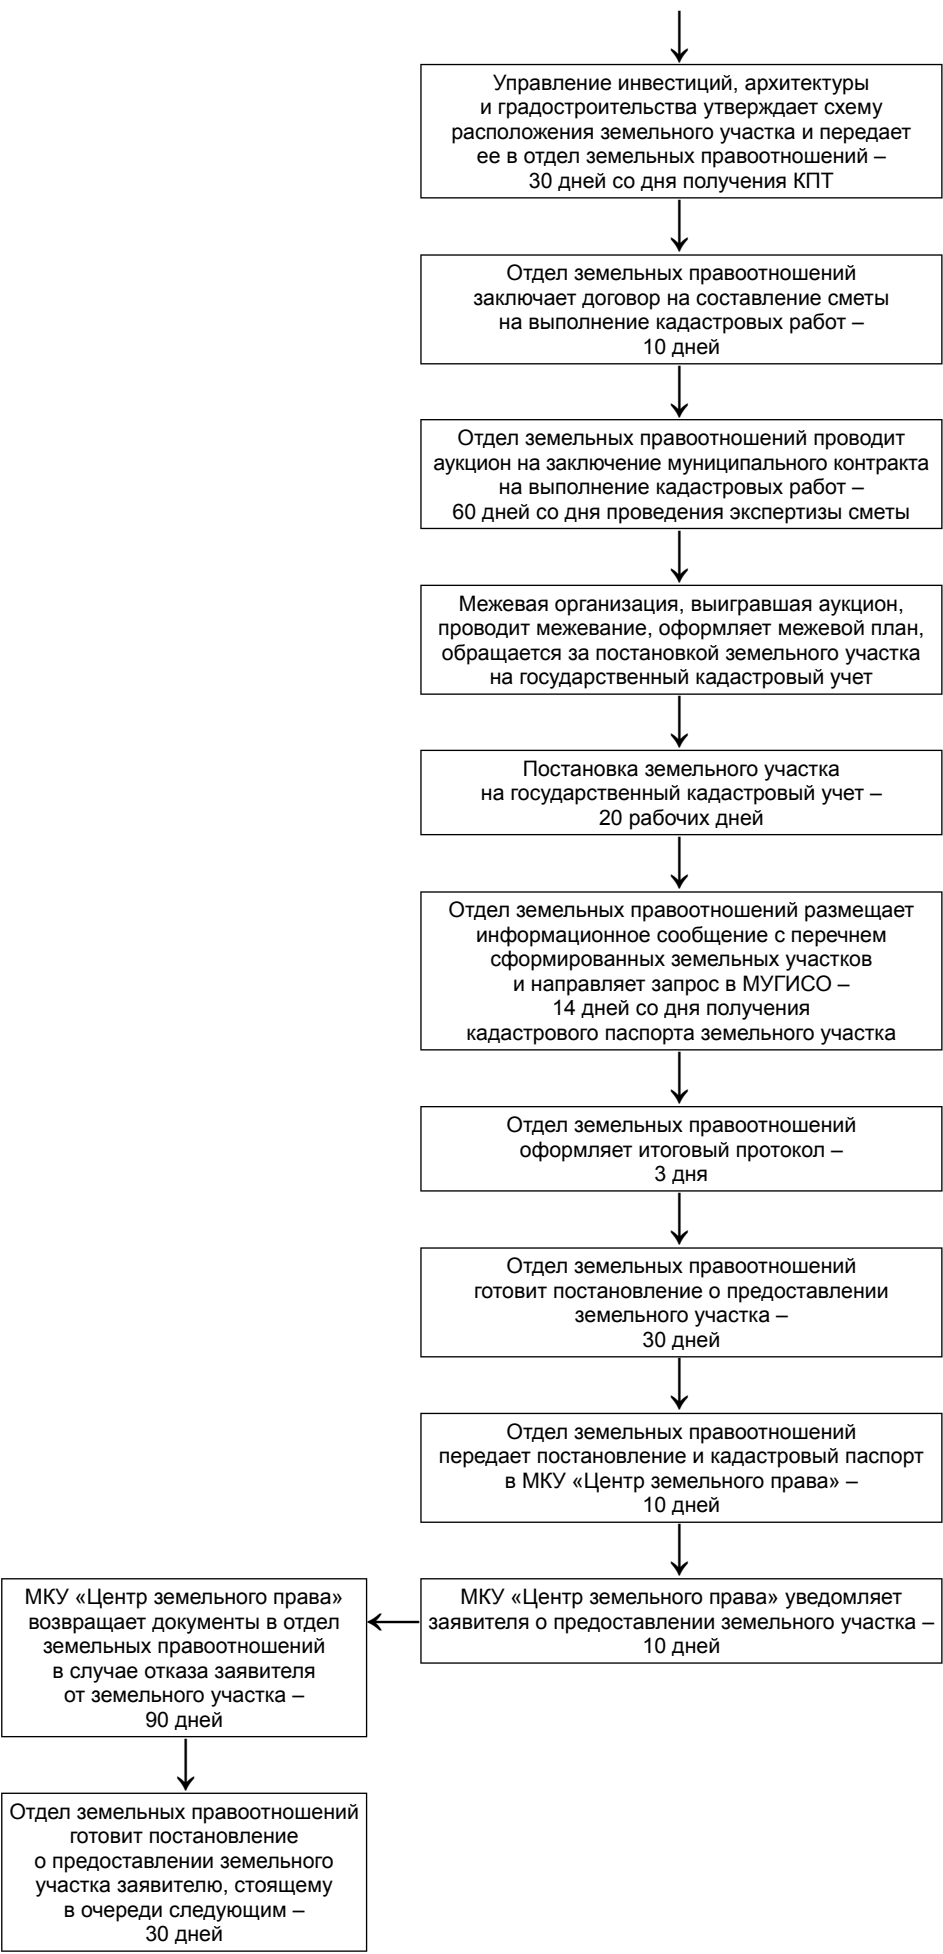 Управление инвестиций, архитектуры
и градостроительства утверждает схему
расположения земельного участка и передает
ее в отдел земельных правоотношений –
30 дней со дня получения КПТ
Отдел земельных правоотношений
заключает договор на составление сметы
на выполнение кадастровых работ –
10 дней
Отдел земельных правоотношений проводит
аукцион на заключение муниципального контракта
на выполнение кадастровых работ –
60 дней со дня проведения экспертизы сметы
Межевая организация, выигравшая аукцион,
проводит межевание, оформляет межевой план,
обращается за постановкой земельного участка
на государственный кадастровый учет
Постановка земельного участка
на государственный кадастровый учет –
20 рабочих дней
Отдел земельных правоотношений размещает
информационное сообщение с перечнем
сформированных земельных участков
и направляет запрос в МУГИСО –
14 дней со дня получения
кадастрового паспорта земельного участка
Отдел земельных правоотношений
оформляет итоговый протокол –
3 дня
Отдел земельных правоотношений
готовит постановление о предоставлении
земельного участка –
30 дней
Отдел земельных правоотношений
передает постановление и кадастровый паспорт
в МКУ «Центр земельного права» –
10 дней
МКУ «Центр земельного права» уведомляет
заявителя о предоставлении земельного участка –
10 дней
МКУ «Центр земельного права»
возвращает документы в отдел
земельных правоотношений
в случае отказа заявителя
от земельного участка –
90 дней
Отдел земельных правоотношений
готовит постановление
о предоставлении земельного
участка заявителю, стоящему
в очереди следующим –
30 дней